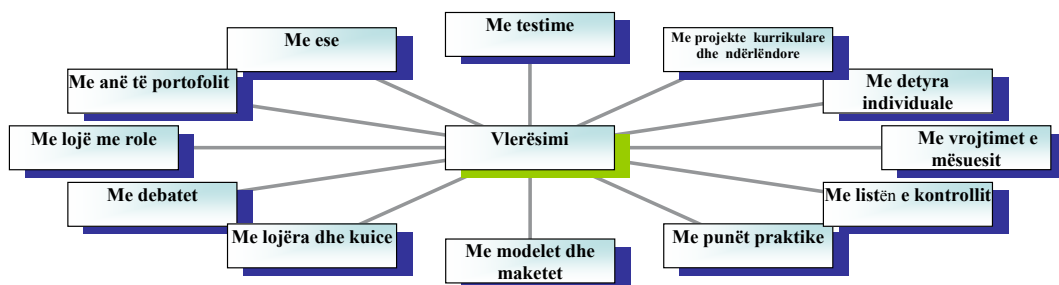 Me testime
Me ese
Me projekte kurrikulare
dhe ndërlëndore
Me anë të portofolit
Me detyra
individuale
Me lojë me role
Vlerësimi
Me vrojtimet e
mësuesit
Me debatet
Me listën e kontrollit
Me lojëra dhe kuice
Me punët praktike
Me modelet dhe
maketet